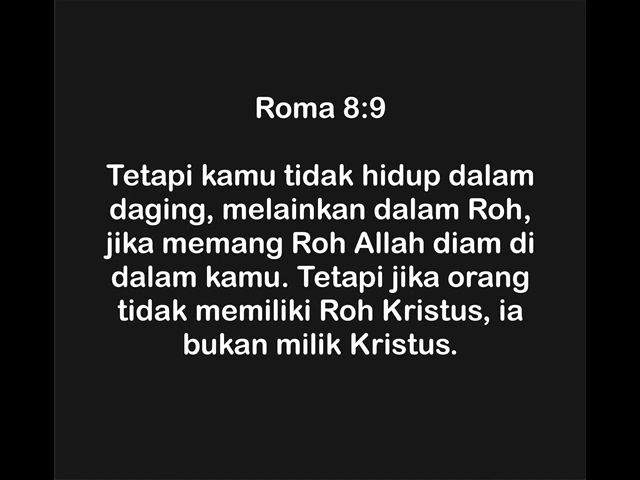 Roma 8:9
Tetapi kamu tidak hidup dalam
daging, melainkan dalam Roh,
jika memang Roh Allah diam di
dalam kamu. Tetapi jika orang
tidak memiliki Roh Kristus, ia
bukan milik Kristus.